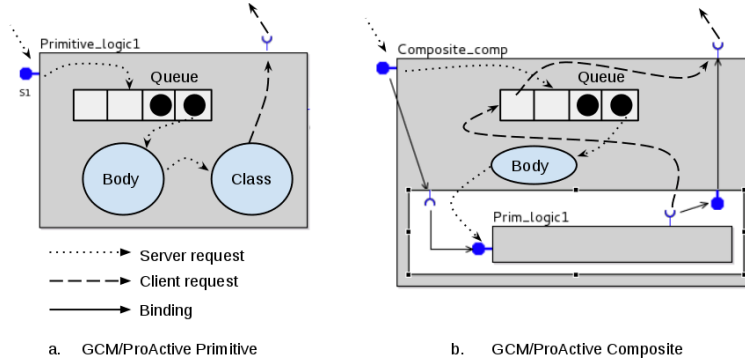 Primitive_logic1
S1
Queue
Body
Class
Server request
Client request
Binding
a. GCM/ProActive Primitive
Composite_comp
Queue
Body
Prim_logic1
b. GCM/ProActive Composite